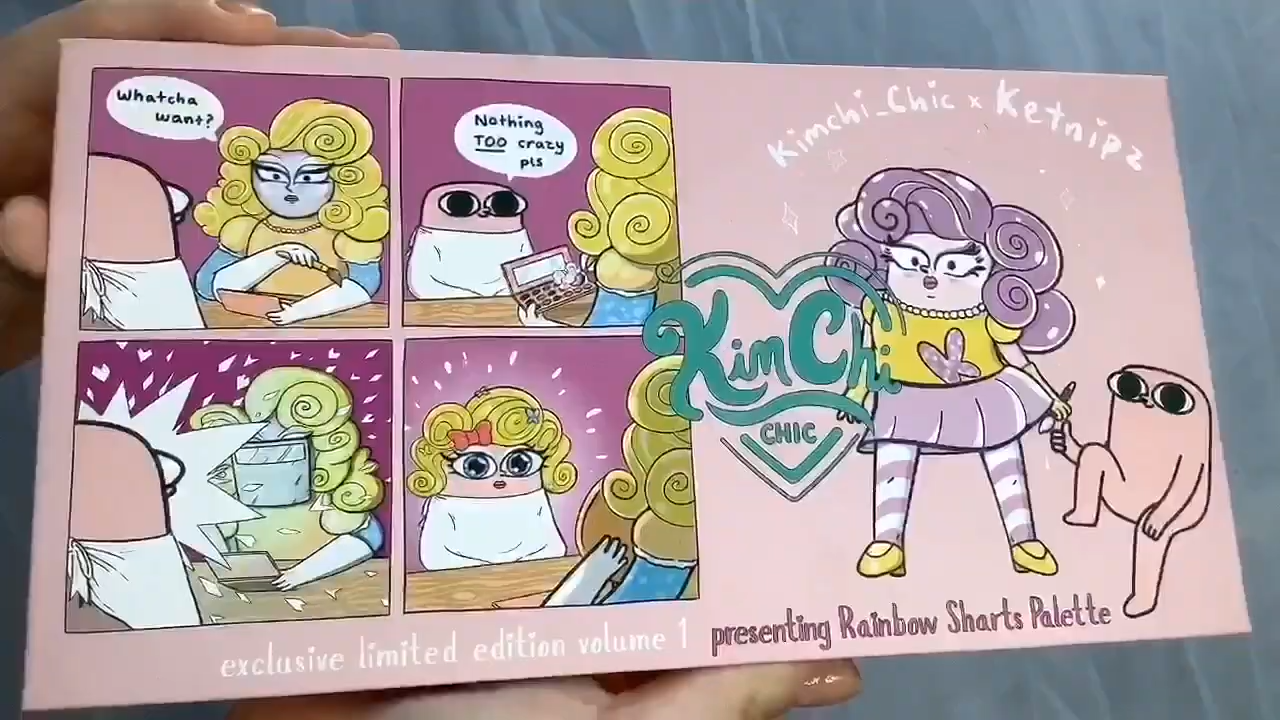 Whatcha
want?
Nothing
TOO crazy
pls
Kimchi_Chic x Ketnipz
KimChi
CHIC
exclusive limited edition volume 1
presenting Rainbow Sharts Palette